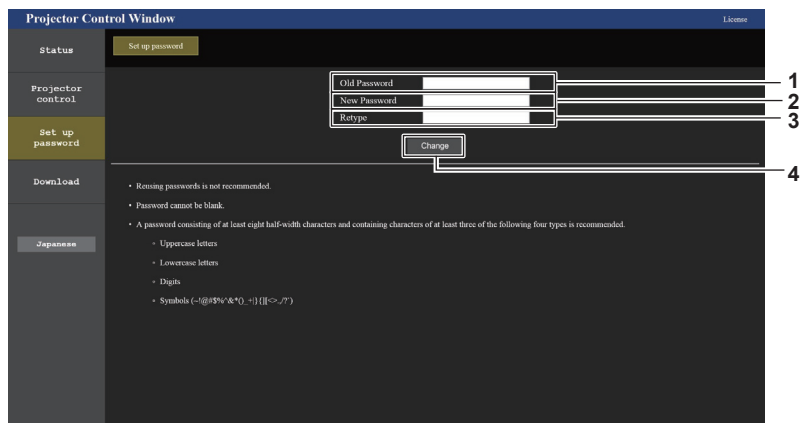 Projector Control Window
License
Status
Set up password
Projector
control
Set up
password
Download
Japanese
Old Password
New Password
Retype
Change
1
2
3
4
• Reusing passwords is not recommended.
• Password cannot be blank.
• A password consisting of at least eight half-width characters and containing characters of at least three of the following four types is recommended.
Uppercase letters
Lowercase letters
Digits
Symbols (~!@#$%^&*()_+|}{][<>.,/?`)